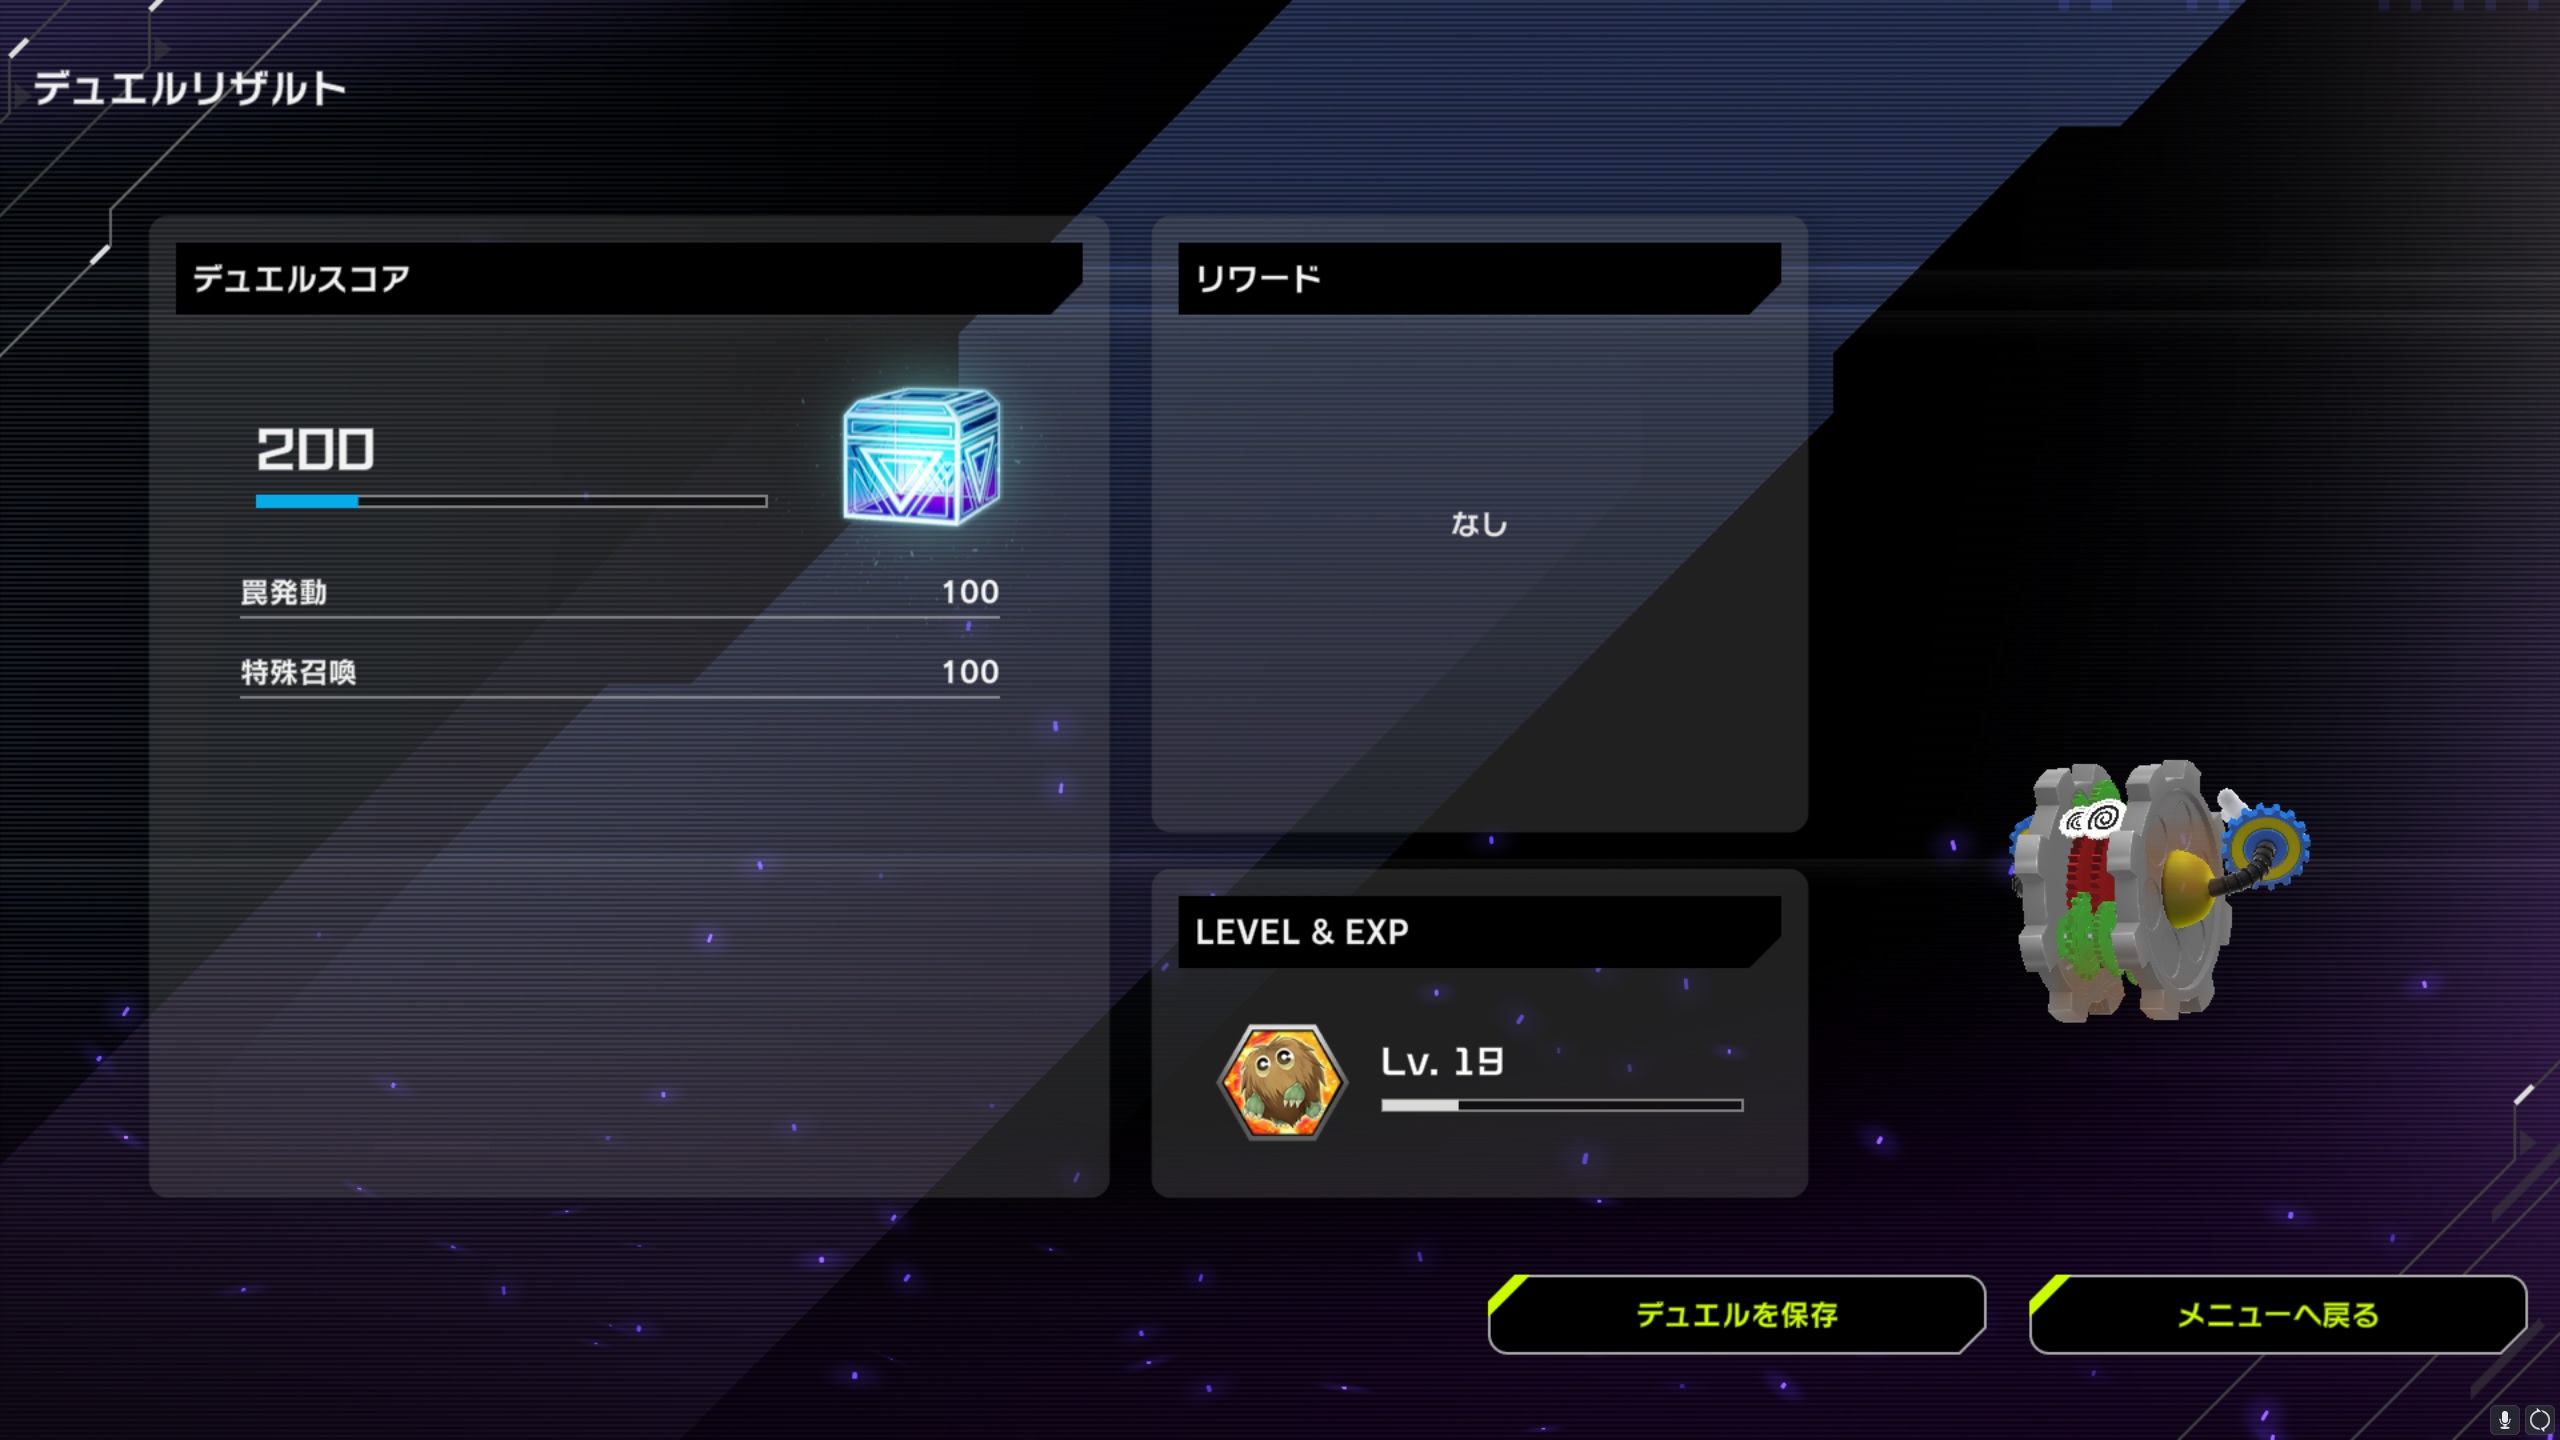 デュエルリザルト
デュエルスコア
200
罠発動 100
特殊召喚 100
リワード
なし
LEVEL & EXP
Lv. 19
デュエルを保存
メニューへ戻る